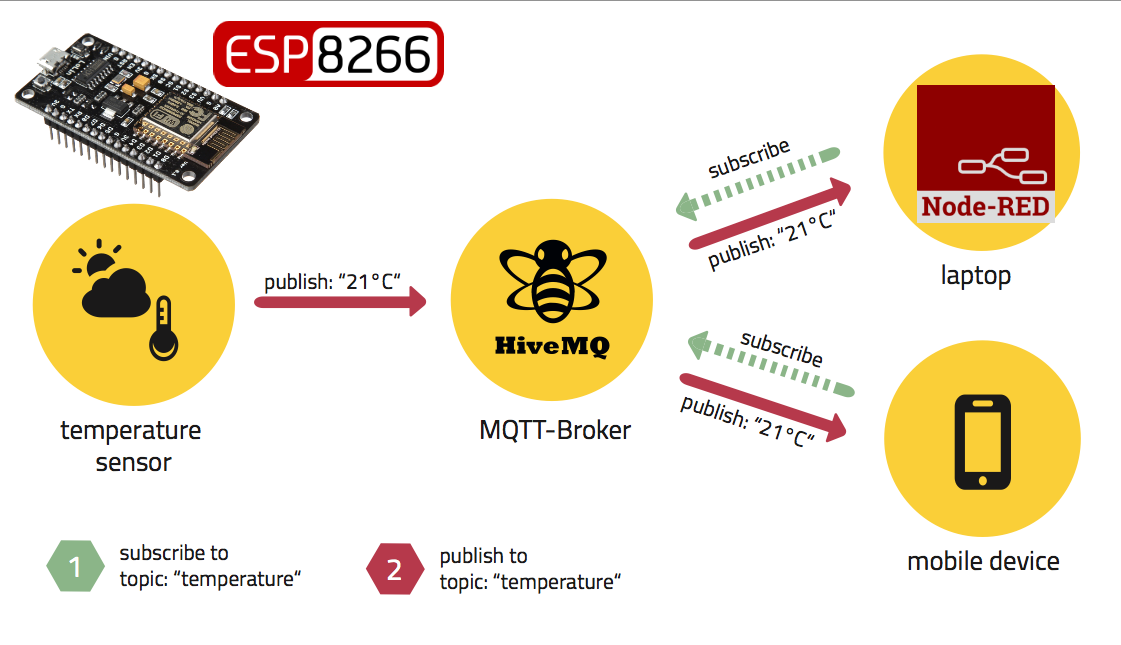 ESP8266
subscribe
publish: “21°C“
Node-RED
laptop
publish: “21°C“
HiveMQ
MQTT-Broker
temperature
sensor
subscribe
publish: “21°C“
mobile device
1
subscribe to
topic: “temperature“
2
publish to
topic: “temperature“